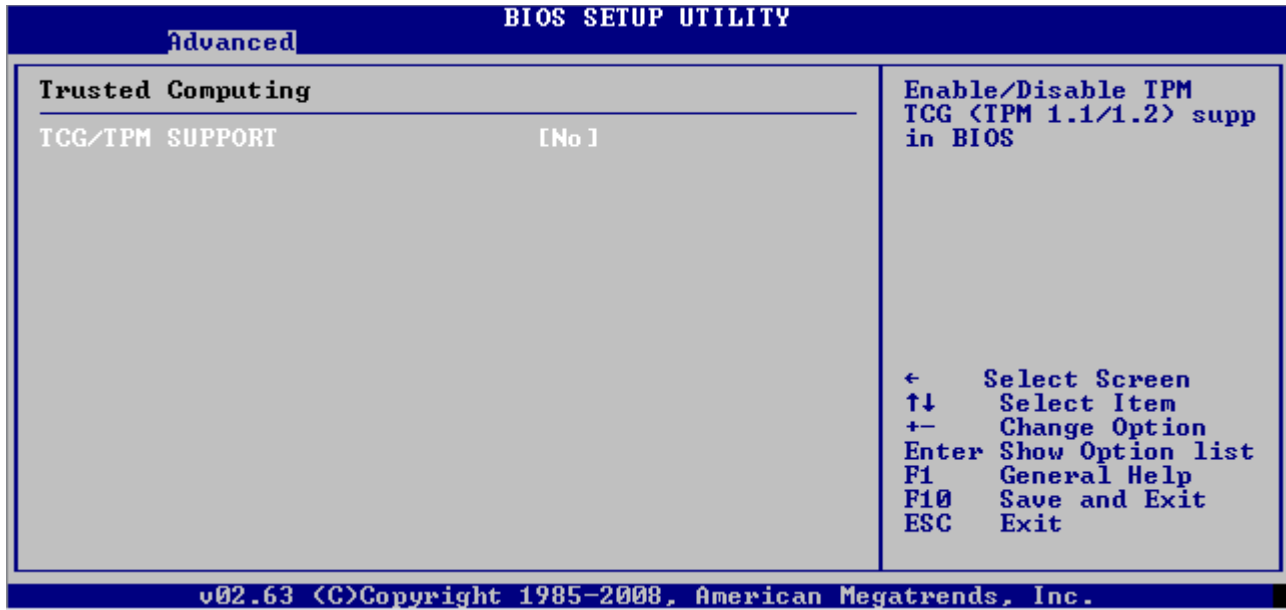 BIOS SETUP UTILITY
Advanced
Trusted Computing
TCG/TPM SUPPORT [No]
Enable/Disable TPM
TCG (TPM 1.1/1.2) supp
in BIOS
← Select Screen
↑↓ Select Item
+- Change Option
Enter Show Option list
F1 General Help
F10 Save and Exit
ESC Exit
v02.63 (C)Copyright 1985-2008, American Megatrends, Inc.